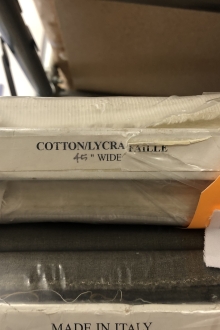 COTTON/LYCRA FAILLE
45" WIDE
MADE IN ITALY